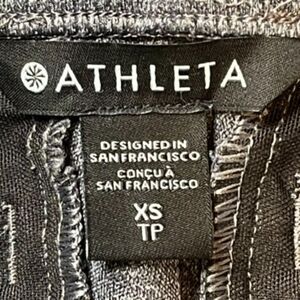 ATHLETA
DESIGNED IN
SAN FRANCISCO
CONÇU À
SAN FRANCISCO
XS
TP